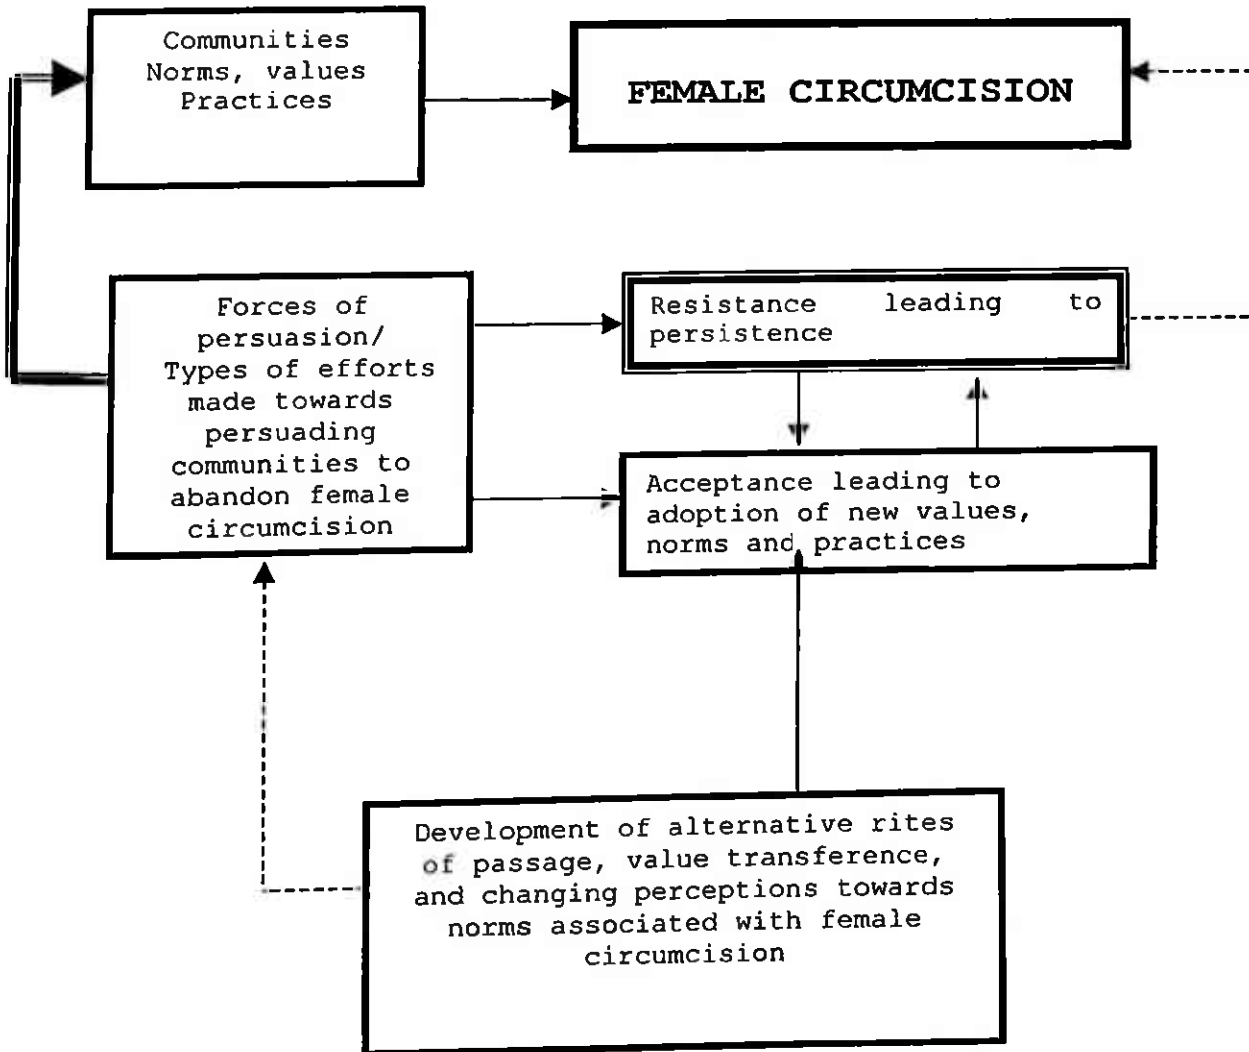 Communities
Norms, values
Practices
FEMALE CIRCUMCISION
Forces of
persuasion/
Types of efforts
made towards
persuading
communities to
abandon female
circumcision
Resistance leading to
persistence
Acceptance leading to
adoption of new values,
norms and practices
Development of alternative rites
of passage, value transference,
and changing perceptions towards
norms associated with female
circumcision